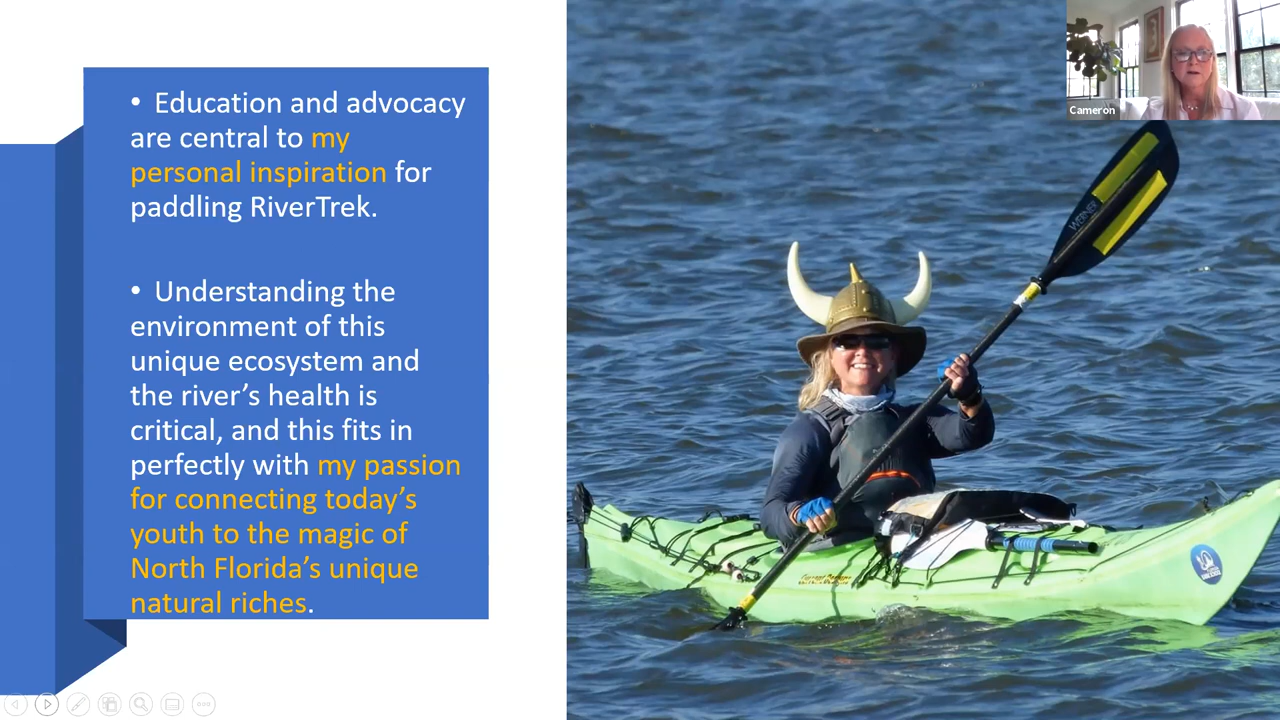 • Education and advocacy
are central to my
personal inspiration for
paddling RiverTrek.
• Understanding the
environment of this
unique ecosystem and
the river’s health is
critical, and this fits in
perfectly with my passion
for connecting today’s
youth to the magic of
North Florida’s unique
natural riches.
Cameron
WERNER